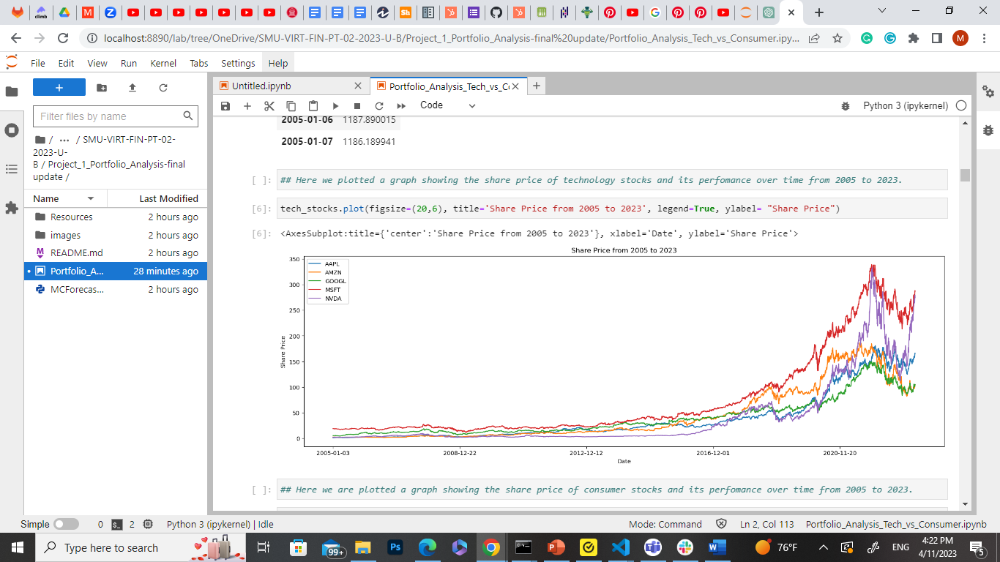 climb
M
Z
Sh
uli
localhost:8890/lab/tree/OneDrive/SMU-VIRT-FIN-PT-02-2023-U-B/Project_1_Portfolio_Analysis-final%20update/Portfolio_Analysis_Tech_vs_Consumer.ipy...
M
File Edit View Run Kernel Tabs Settings Help
Untitled.ipynb
Portfolio_Analysis_Tech_vs_Co
Code
Python 3 (ipykernel)
Filter files by name
/ ··· / SMU-VIRT-FIN-PT-02-
2023-U-
B / Project_1_Portfolio_Analysis-final
update /
Name Last Modified
Resources 2 hours ago
images 2 hours ago
README.md 2 hours ago
Portfolio_A... 28 minutes ago
MCForecas... 2 hours ago
2005-01-06 1187.890015
2005-01-07 1186.189941
[ ]: ## Here we plotted a graph showing the share price of technology stocks and its perfomance over time from 2005 to 2023.
[6]: tech_stocks.plot(figsize=(20,6), title='Share Price from 2005 to 2023', legend=True, ylabel= "Share Price")
[6]: <AxesSubplot:title={'center':'Share Price from 2005 to 2023'}, xlabel='Date', ylabel='Share Price'>
Share Price from 2005 to 2023
AAPL
AMZN
GOOGL
MSFT
NVDA
350
300
250
200
150
100
50
0
Share Price
2005-01-03 2008-12-22 2012-12-12 2016-12-01 2020-11-20
Date
[ ]: ## Here we are plotted a graph showing the share price of consumer stocks and its perfomance over time from 2005 to 2023.
Simple 0 $_ 2 Python 3 (ipykernel) | Idle
Mode: Command Ln 2, Col 113 Portfolio_Analysis_Tech_vs_Consumer.ipynb
Type here to search
99+
Ps
76°F
ENG
4:22 PM
4/11/2023
5